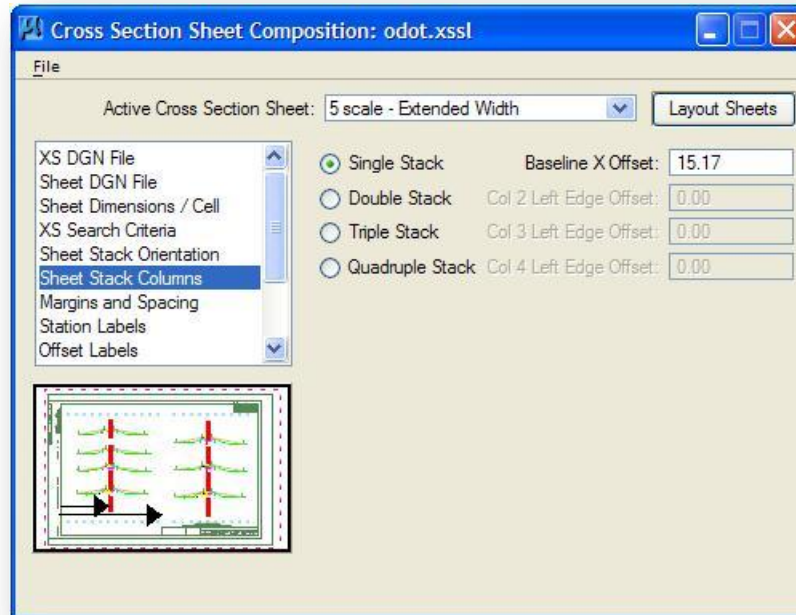 Cross Section Sheet Composition: odot.xssl
File
Active Cross Section Sheet: 5 scale - Extended Width Layout Sheets
XS DGN File
Sheet DGN File
Sheet Dimensions / Cell
XS Search Criteria
Sheet Stack Orientation
Sheet Stack Columns
Margins and Spacing
Station Labels
Offset Labels
Single Stack Baseline X Offset: 15.17
Double Stack Col 2 Left Edge Offset: 0.00
Triple Stack Col 3 Left Edge Offset: 0.00
Quadruple Stack Col 4 Left Edge Offset: 0.00